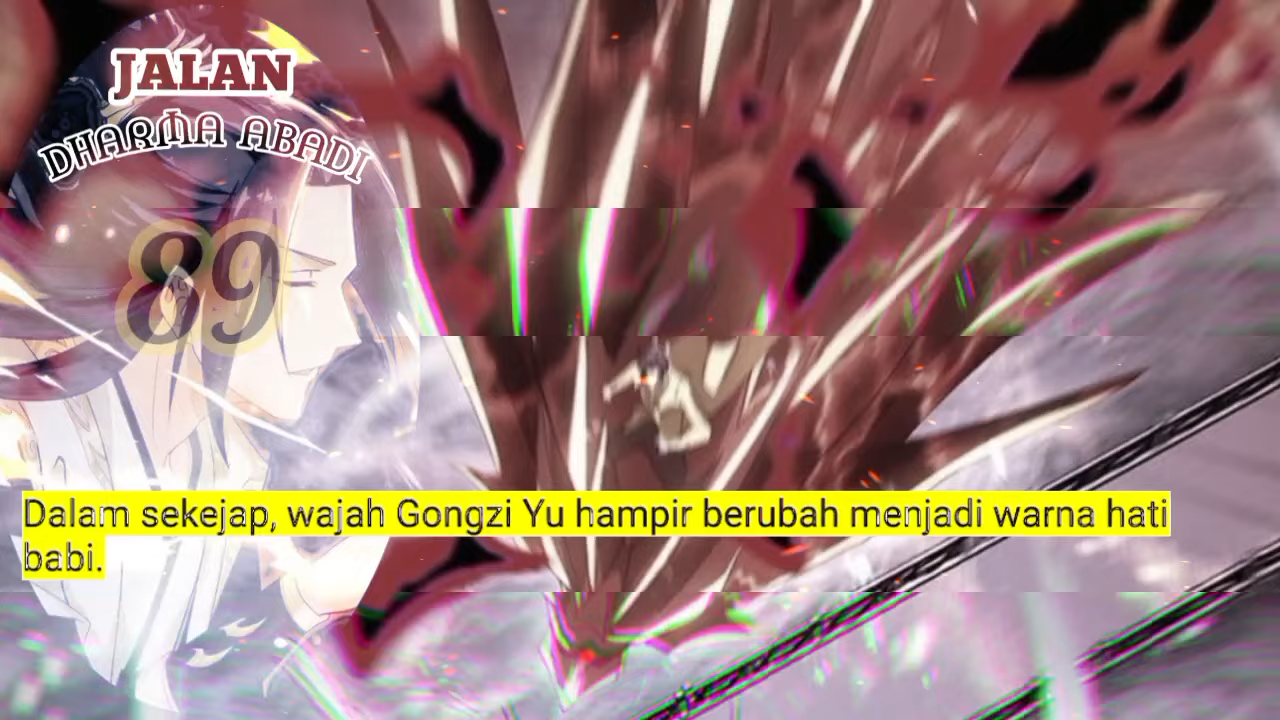 JALAN
DHARMA ABADI
89
Dalam sekejap, wajah Gongzi Yu hampir berubah menjadi warna hati
babi.